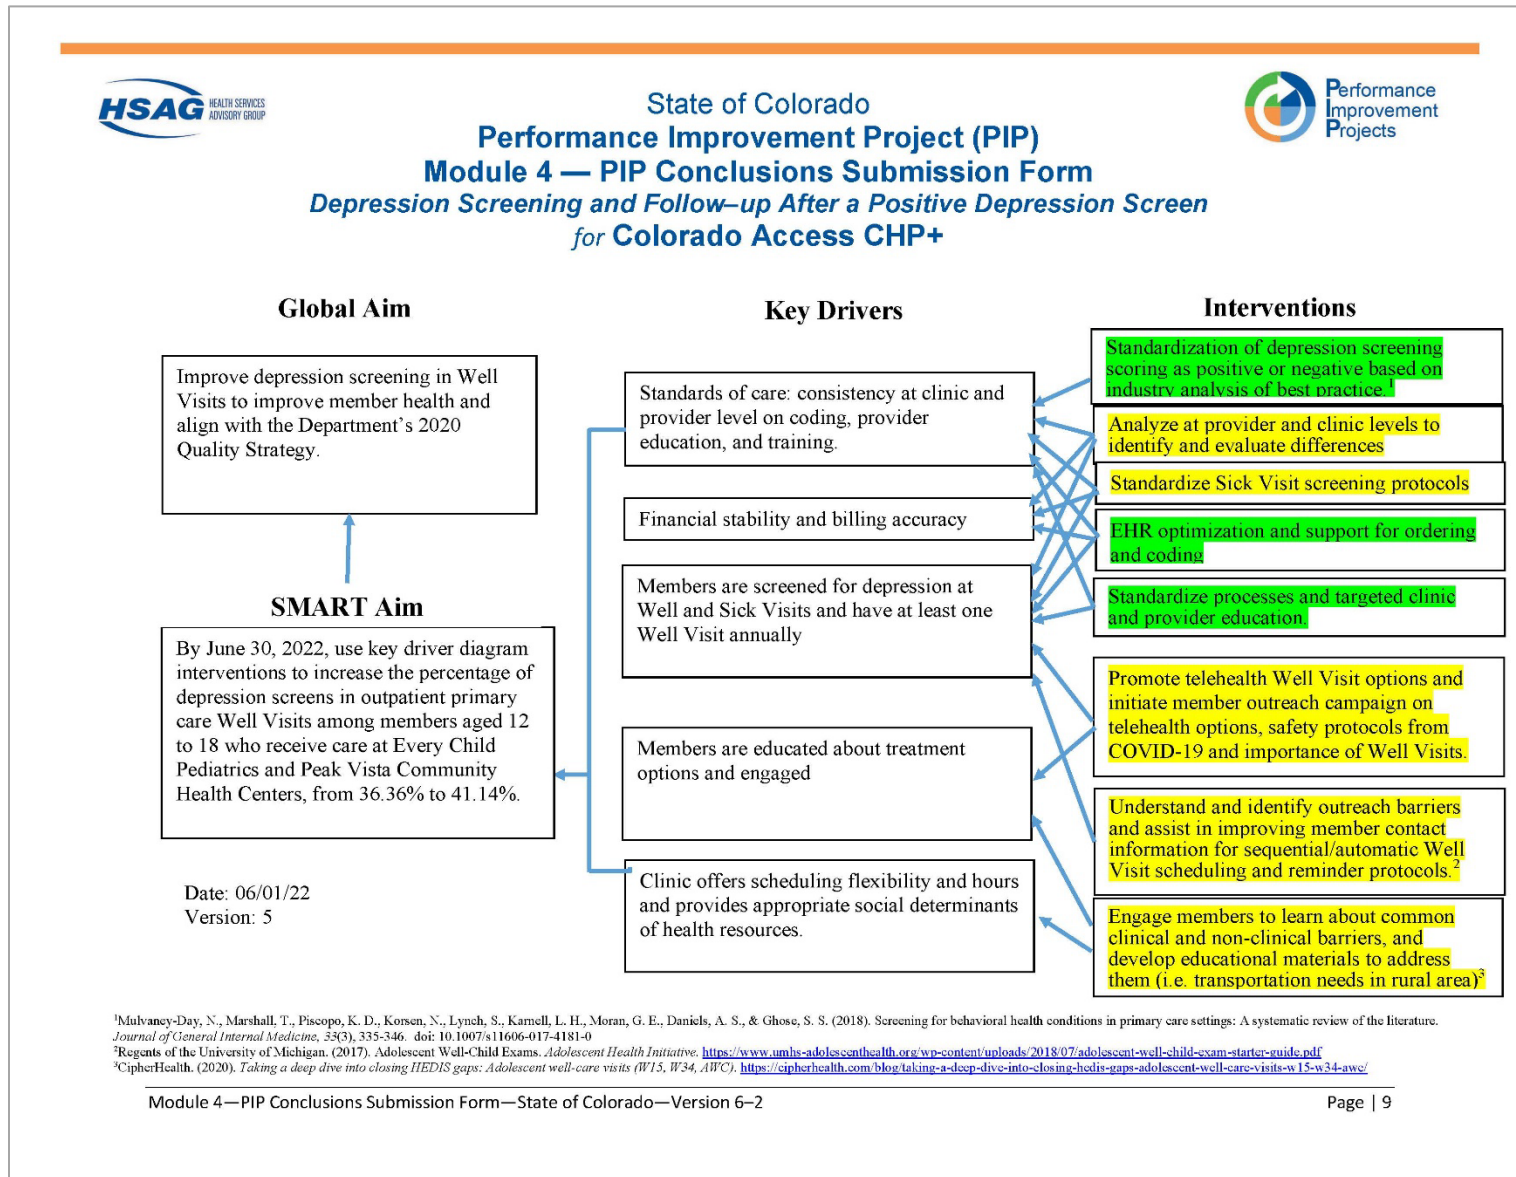 HSAG HEALTH SERVICES
ADVISORY GROUP
State of Colorado
Performance Improvement Project (PIP)
Module 4 — PIP Conclusions Submission Form
Depression Screening and Follow–up After a Positive Depression Screen
for Colorado Access CHP+
Performance
Improvement
Projects
Global Aim
Improve depression screening in Well
Visits to improve member health and
align with the Department's 2020
Quality Strategy.
SMART Aim
By June 30, 2022, use key driver diagram
interventions to increase the percentage of
depression screens in outpatient primary
care Well Visits among members aged 12
to 18 who receive care at Every Child
Pediatrics and Peak Vista Community
Health Centers, from 36.36% to 41.14%.
Date: 06/01/22
Version: 5
Key Drivers
Standards of care: consistency at clinic and
provider level on coding, provider
education, and training.
Financial stability and billing accuracy
Members are screened for depression at
Well and Sick Visits and have at least one
Well Visit annually
Members are educated about treatment
options and engaged
Clinic offers scheduling flexibility and hours
and provides appropriate social determinants
of health resources.
Interventions
Standardization of depression screening
scoring as positive or negative based on
industry analysis of best practice.1
Analyze at provider and clinic levels to
identify and evaluate differences
Standardize Sick Visit screening protocols
EHR optimization and support for ordering
and coding
Standardize processes and targeted clinic
and provider education.
Promote telehealth Well Visit options and
initiate member outreach campaign on
telehealth options, safety protocols from
COVID-19 and importance of Well Visits.
Understand and identify outreach barriers
and assist in improving member contact
information for sequential/automatic Well
Visit scheduling and reminder protocols.2
Engage members to learn about common
clinical and non-clinical barriers, and
develop educational materials to address
them (i.e. transportation needs in rural area)3
1Mulvaney-Day, N., Marshall, T., Piscopo, K. D., Korsen, N., Lynch, S., Karnell, L. H., Moran, G. E., Daniels, A. S., & Ghose, S. S. (2018). Screening for behavioral health conditions in primary care settings: A systematic review of the literature.
Journal of General Internal Medicine, 33(3), 335-346. doi: 10.1007/s11606-017-4181-0
2Regents of the University of Michigan. (2017). Adolescent Well-Child Exams. Adolescent Health Initiative. https://www.umhs-adolescenthealth.org/wp-content/uploads/2018/07/adolescent-well-child-exam-starter-guide.pdf
3CipherHealth. (2020). Taking a deep dive into closing HEDIS gaps: Adolescent well-care visits (W15, W34, AWC). https://cipherhealth.com/blog/taking-a-deep-dive-into-closing-hedis-gaps-adolescent-well-care-visits-w15-w34-awc/
Module 4—PIP Conclusions Submission Form—State of Colorado—Version 6–2
Page | 9